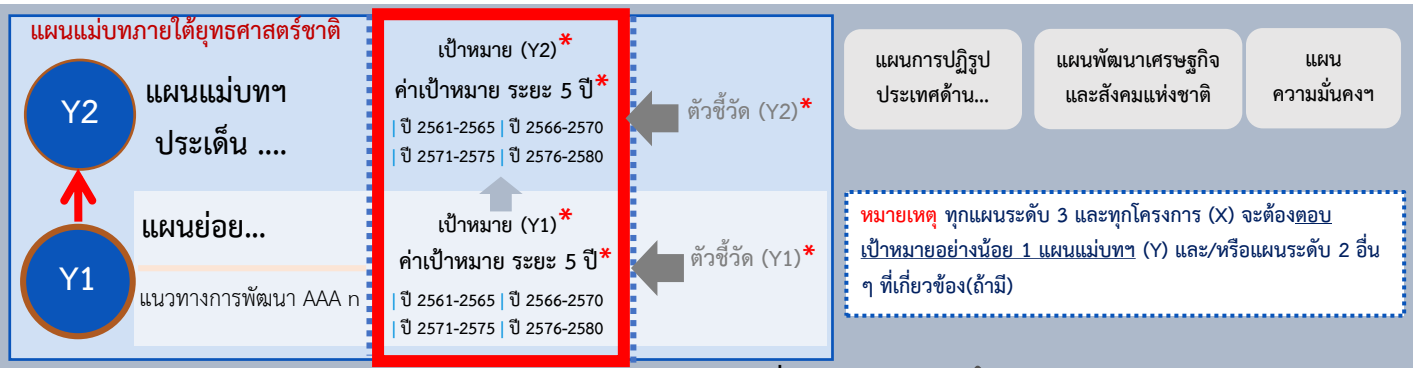 แผนแม่บทภายใต้ยุทธศาสตร์ชาติ
Y2
แผนแม่บทฯ
ประเด็น ....
Y1
แผนย่อย...
แนวทางการพัฒนา AAA n
เป้าหมาย (Y2)*
ค่าเป้าหมาย ระยะ 5 ปี*
| ปี 2561-2565 | ปี 2566-2570
| ปี 2571-2575 | ปี 2576-2580
ตัวชี้วัด (Y2)*
เป้าหมาย (Y1)*
ค่าเป้าหมาย ระยะ 5 ปี*
| ปี 2561-2565 | ปี 2566-2570
| ปี 2571-2575 | ปี 2576-2580
ตัวชี้วัด (Y1)*
แผนการปฏิรูป
ประเทศด้าน...
แผนพัฒนาเศรษฐกิจ
และสังคมแห่งชาติ
แผน
ความมั่นคงฯ
หมายเหตุ ทุกแผนระดับ 3 และทุกโครงการ (X) จะต้องตอบ
เป้าหมายอย่างน้อย 1 แผนแม่บทฯ (Y) และ/หรือแผนระดับ 2 อื่น
ๆ ที่เกี่ยวข้อง(ถ้ามี)